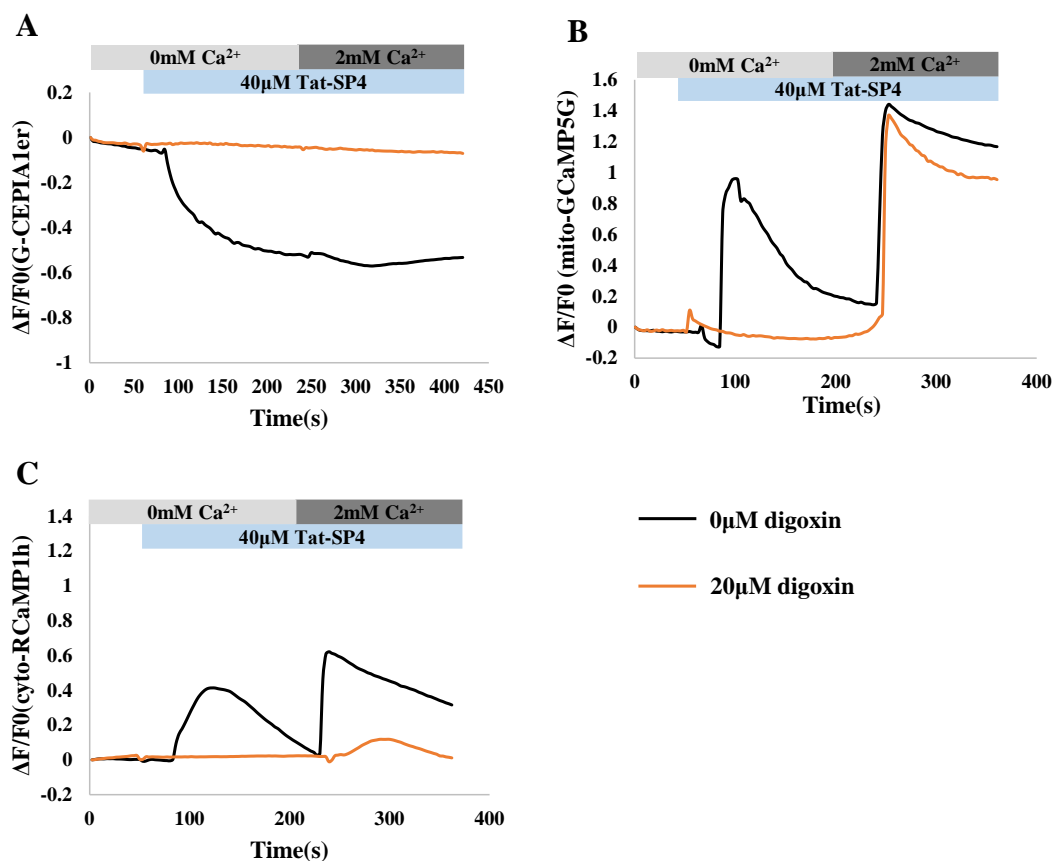 A
0mM Ca²⁺ 2mM Ca²⁺
40μM Tat-SP4
0.2
0
-0.2
-0.4
-0.6
-0.8
-1
ΔF/F0(G-CEPIA1er)
0 50 100 150 200 250 300 350 400 450
Time(s)
B
0mM Ca²⁺ 2mM Ca²⁺
40μM Tat-SP4
1.6
1.4
1.2
1
0.8
0.6
0.4
0.2
0
-0.2
ΔF/F0 (mito-GCaMP5G)
0 100 200 300 400
Time(s)
C
0mM Ca²⁺ 2mM Ca²⁺
40μM Tat-SP4
1.4
1.2
1
0.8
0.6
0.4
0.2
0
-0.2
ΔF/F0(cyto-RCaMP1h)
0 100 200 300 400
Time(s)
0μM digoxin
20μM digoxin